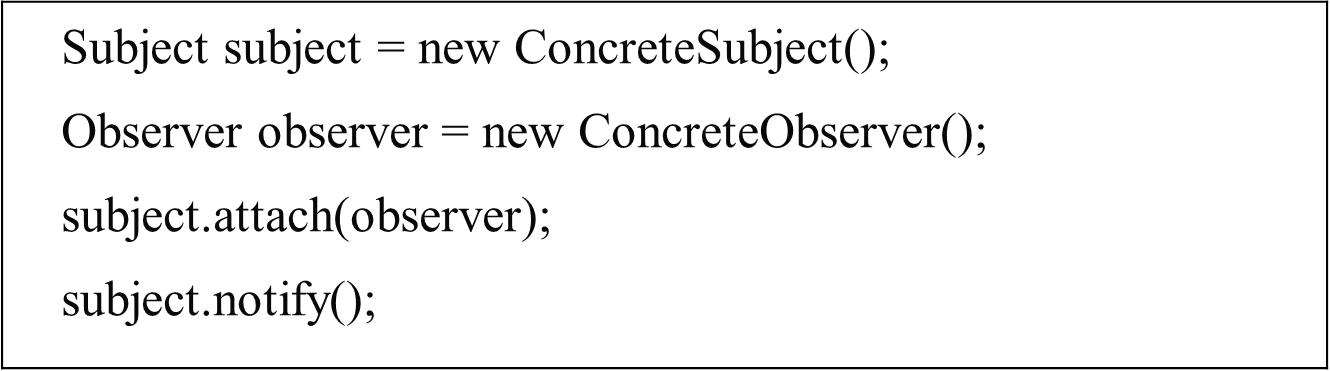 Subject subject = new ConcreteSubject();
Observer observer = new ConcreteObserver();
subject.attach(observer);
subject.notify();